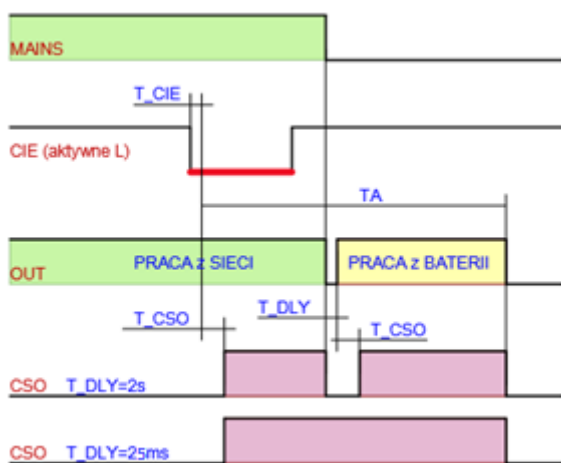 MAINS
T_CIE
CIE (aktywne L)
TA
PRACA z SIECI
PRACA z BATERII
OUT
T_DLY
T_CSO
T_CSO
CSO T_DLY=2s
CSO T_DLY=25ms